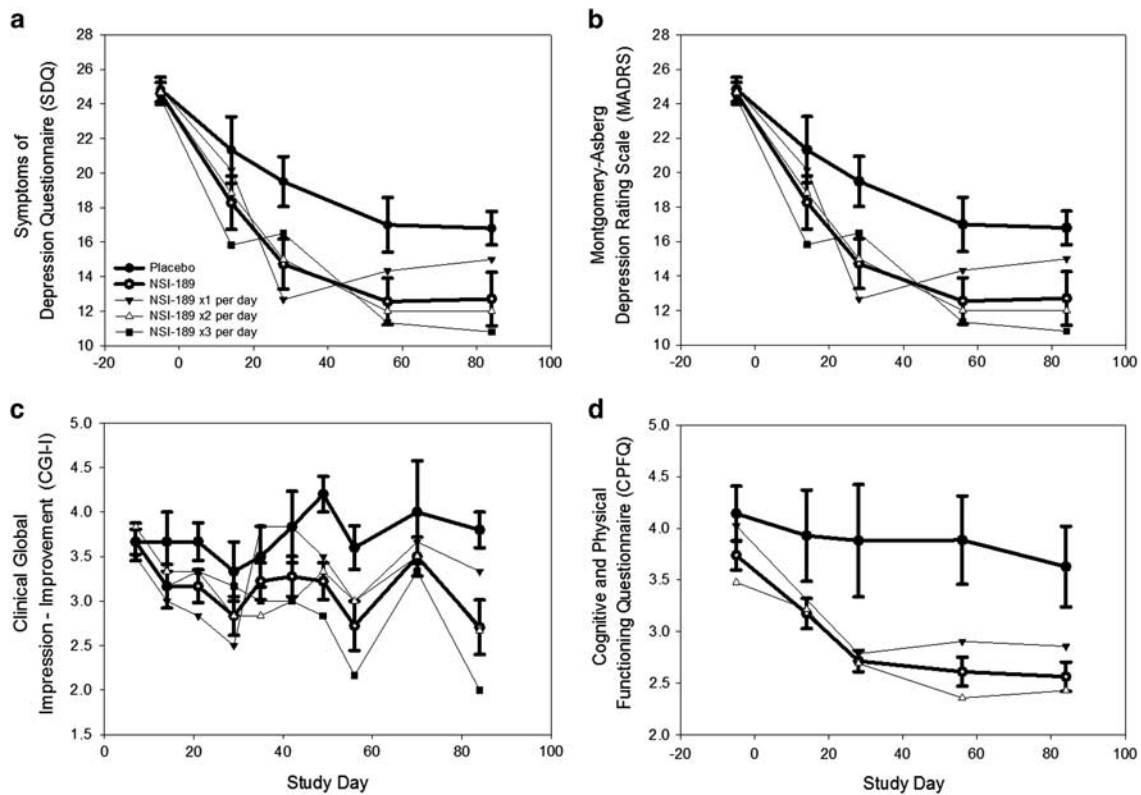 a
Symptoms of
Depression Questionnaire (SDQ)
28
26
24
22
20
18
16
14
12
10
-20 0 20 40 60 80 100
Placebo
NSI-189
NSI-189 x1 per day
NSI-189 x2 per day
NSI-189 x3 per day
b
Montgomery-Asberg
Depression Rating Scale (MADRS)
28
26
24
22
20
18
16
14
12
10
-20 0 20 40 60 80 100
c
Clinical Global
Impression - Improvement (CGI-I)
5.0
4.5
4.0
3.5
3.0
2.5
2.0
1.5
0 20 40 60 80 100
Study Day
d
Cognitive and Physical
Functioning Questionnaire (CPFQ)
5.0
4.5
4.0
3.5
3.0
2.5
2.0
-20 0 20 40 60 80 100
Study Day